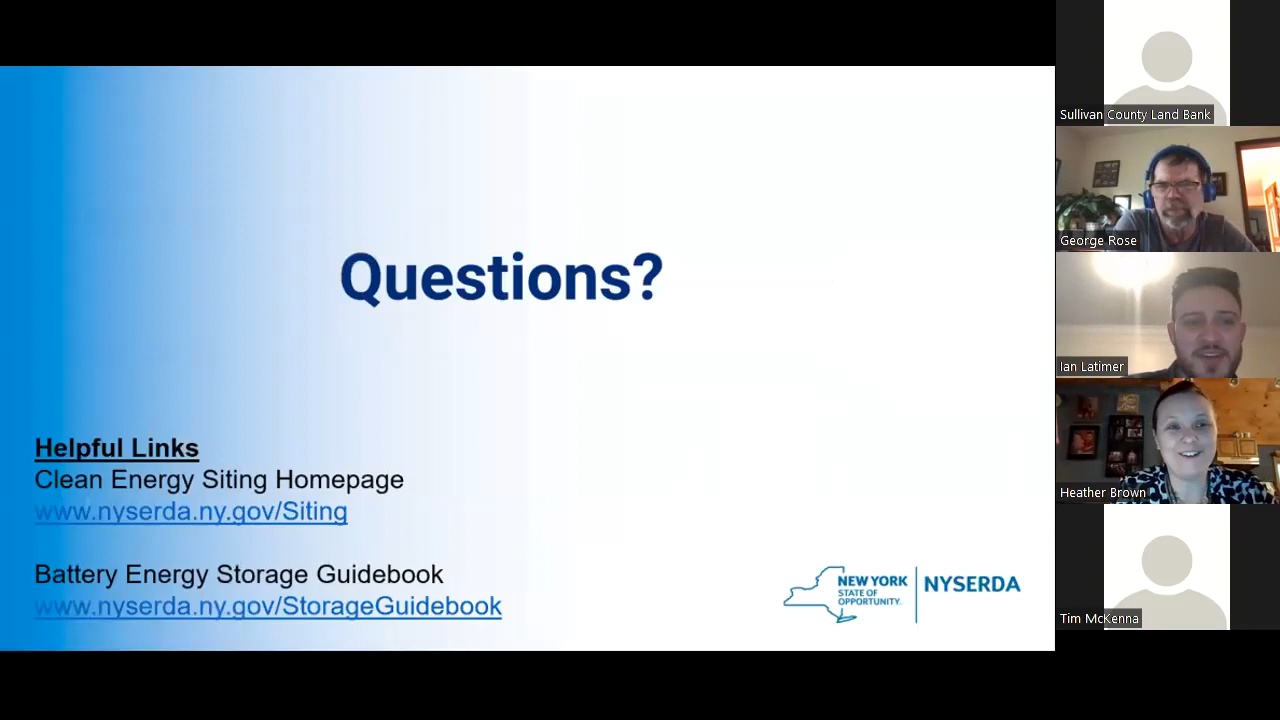 Questions?
Helpful Links
Clean Energy Siting Homepage
www.nyserda.ny.gov/Siting
Battery Energy Storage Guidebook
www.nyserda.ny.gov/StorageGuidebook
NEW YORK
STATE OF
OPPORTUNITY.
NYSERDA
Sullivan County Land Bank
George Rose
Ian Latimer
Heather Brown
Tim McKenna